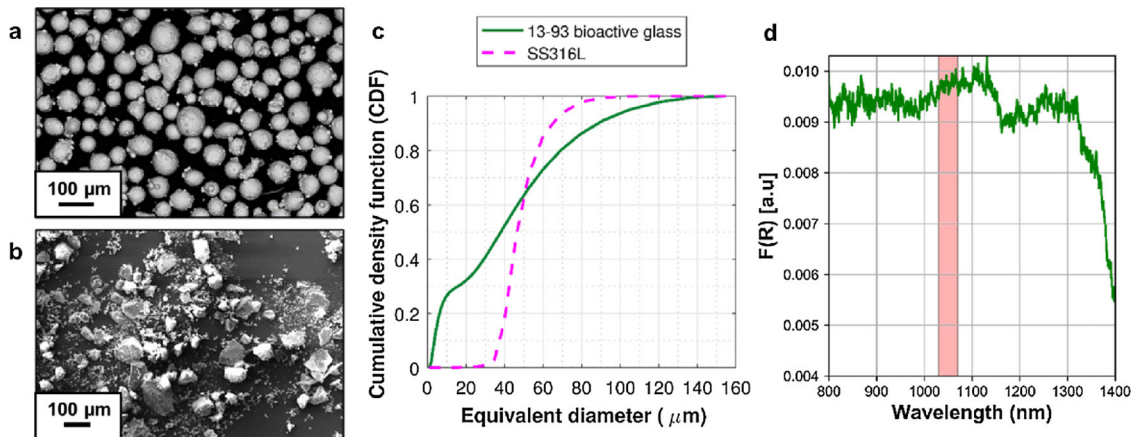 a
100 μm
b
100 μm
c
13-93 bioactive glass
SS316L
Cumulative density function (CDF)
1
0.8
0.6
0.4
0.2
0
0 20 40 60 80 100 120 140 160
Equivalent diameter ( μm)
d
F(R) [a.u]
0.010
0.009
0.008
0.007
0.006
0.005
0.004
800 900 1000 1100 1200 1300 1400
Wavelength (nm)